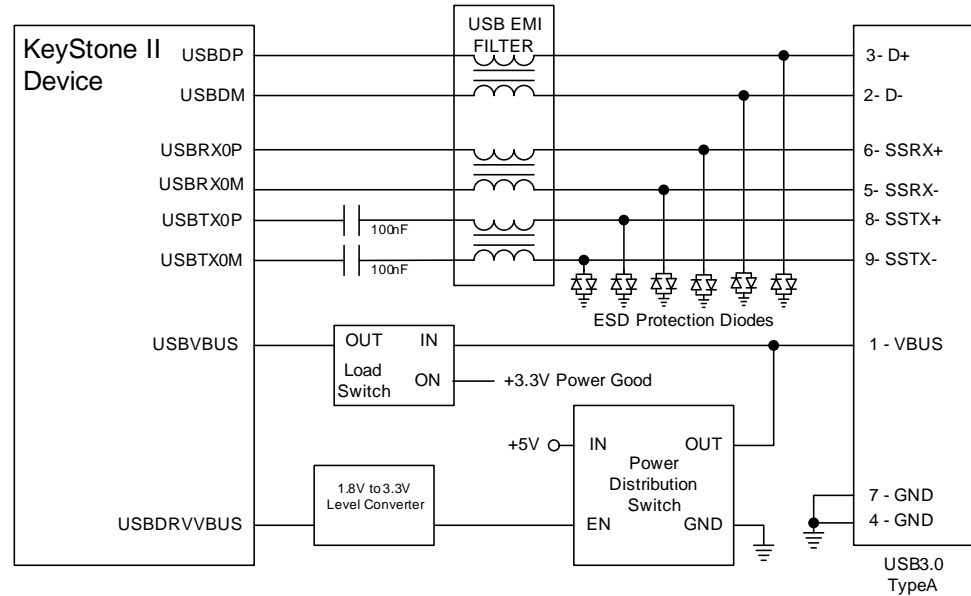 USB EMI
FILTER
KeyStone II
Device
USBDP
USBDM
USBRX0P
USBRX0M
USBTX0P
USBTX0M
100nF
100nF
3- D+
2- D-
6- SSRX+
5- SSRX-
8- SSTX+
9- SSTX-
ESD Protection Diodes
USBVBUS
OUT IN
Load
Switch
ON
+3.3V Power Good
1 - VBUS
+5V
IN OUT
Power
Distribution
Switch
EN GND
1.8V to 3.3V
Level Converter
USBDRVVBUS
7 - GND
4 - GND
USB3.0
TypeA